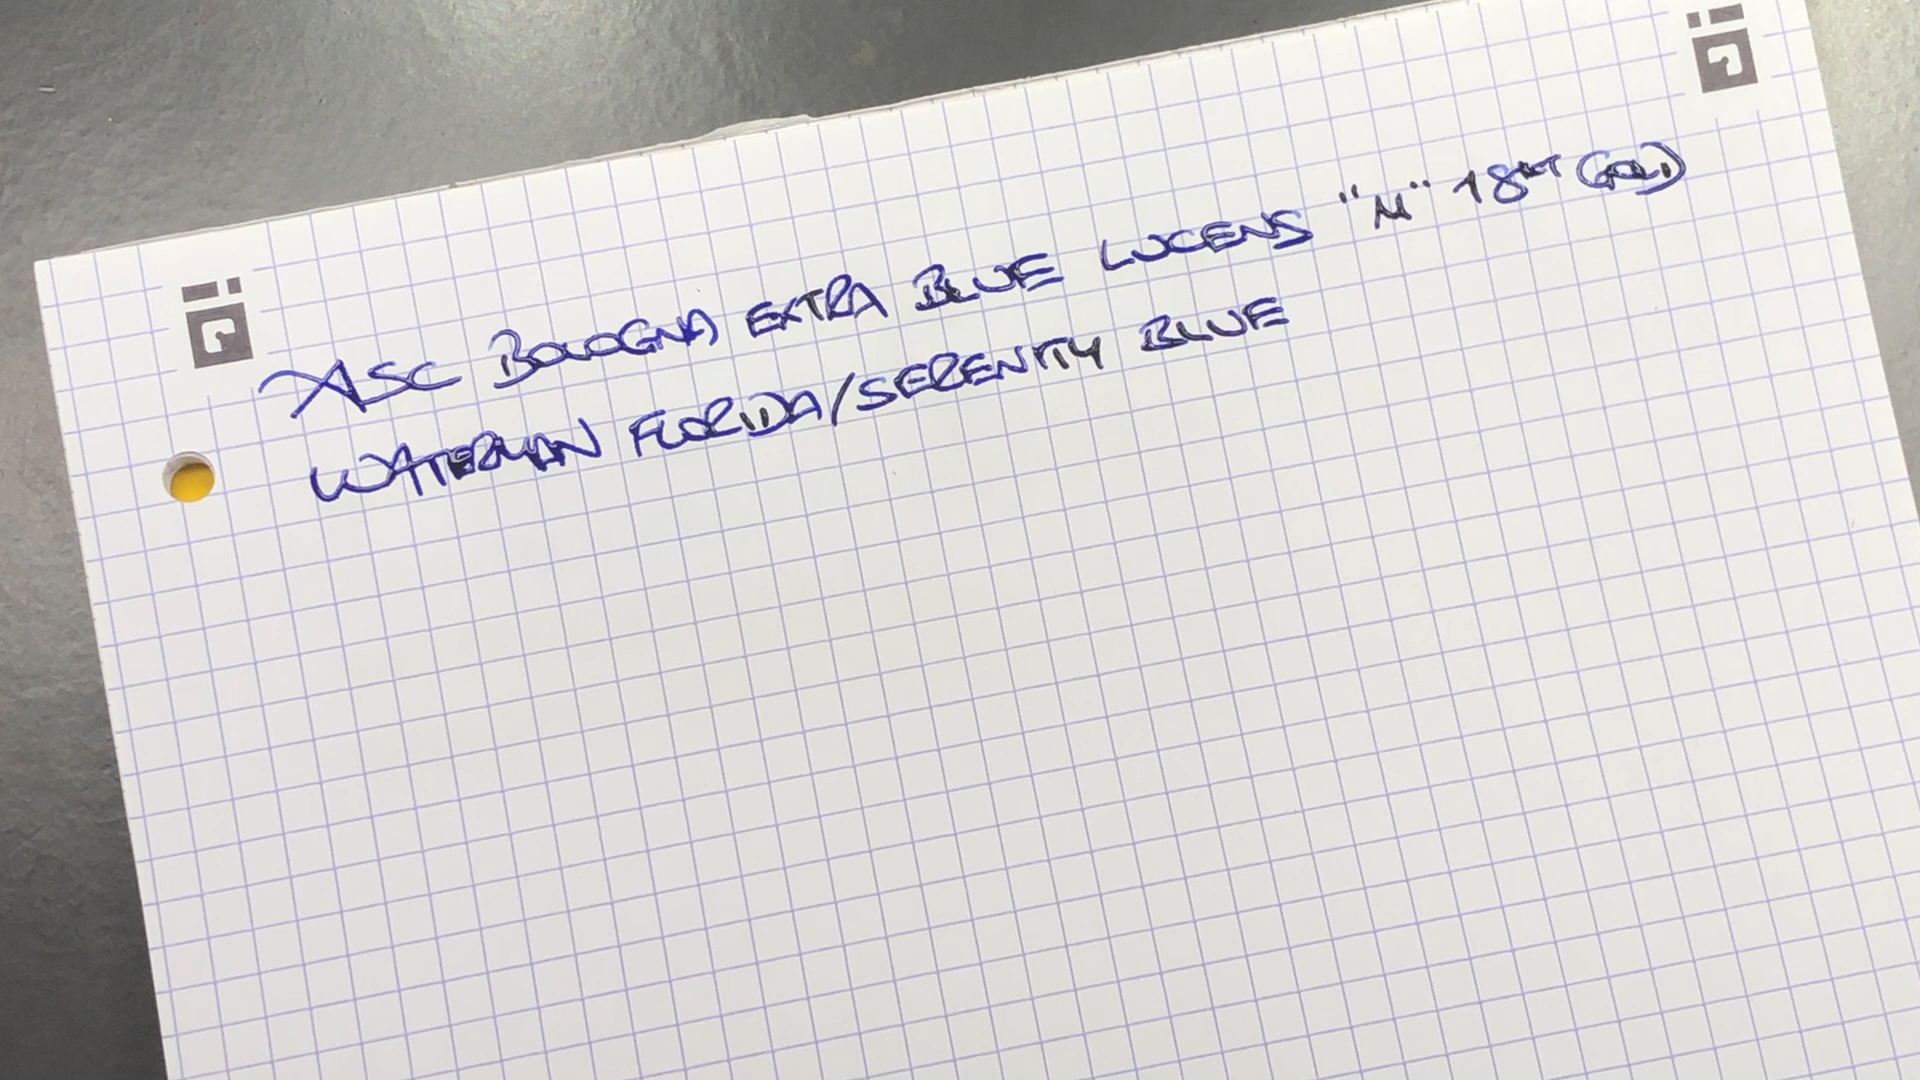 ASC BOLOGNA EXTRA BLUE LUCENS "M" 18KT GOLD
WATERMAN FLORIDA/SERENITY BLUE